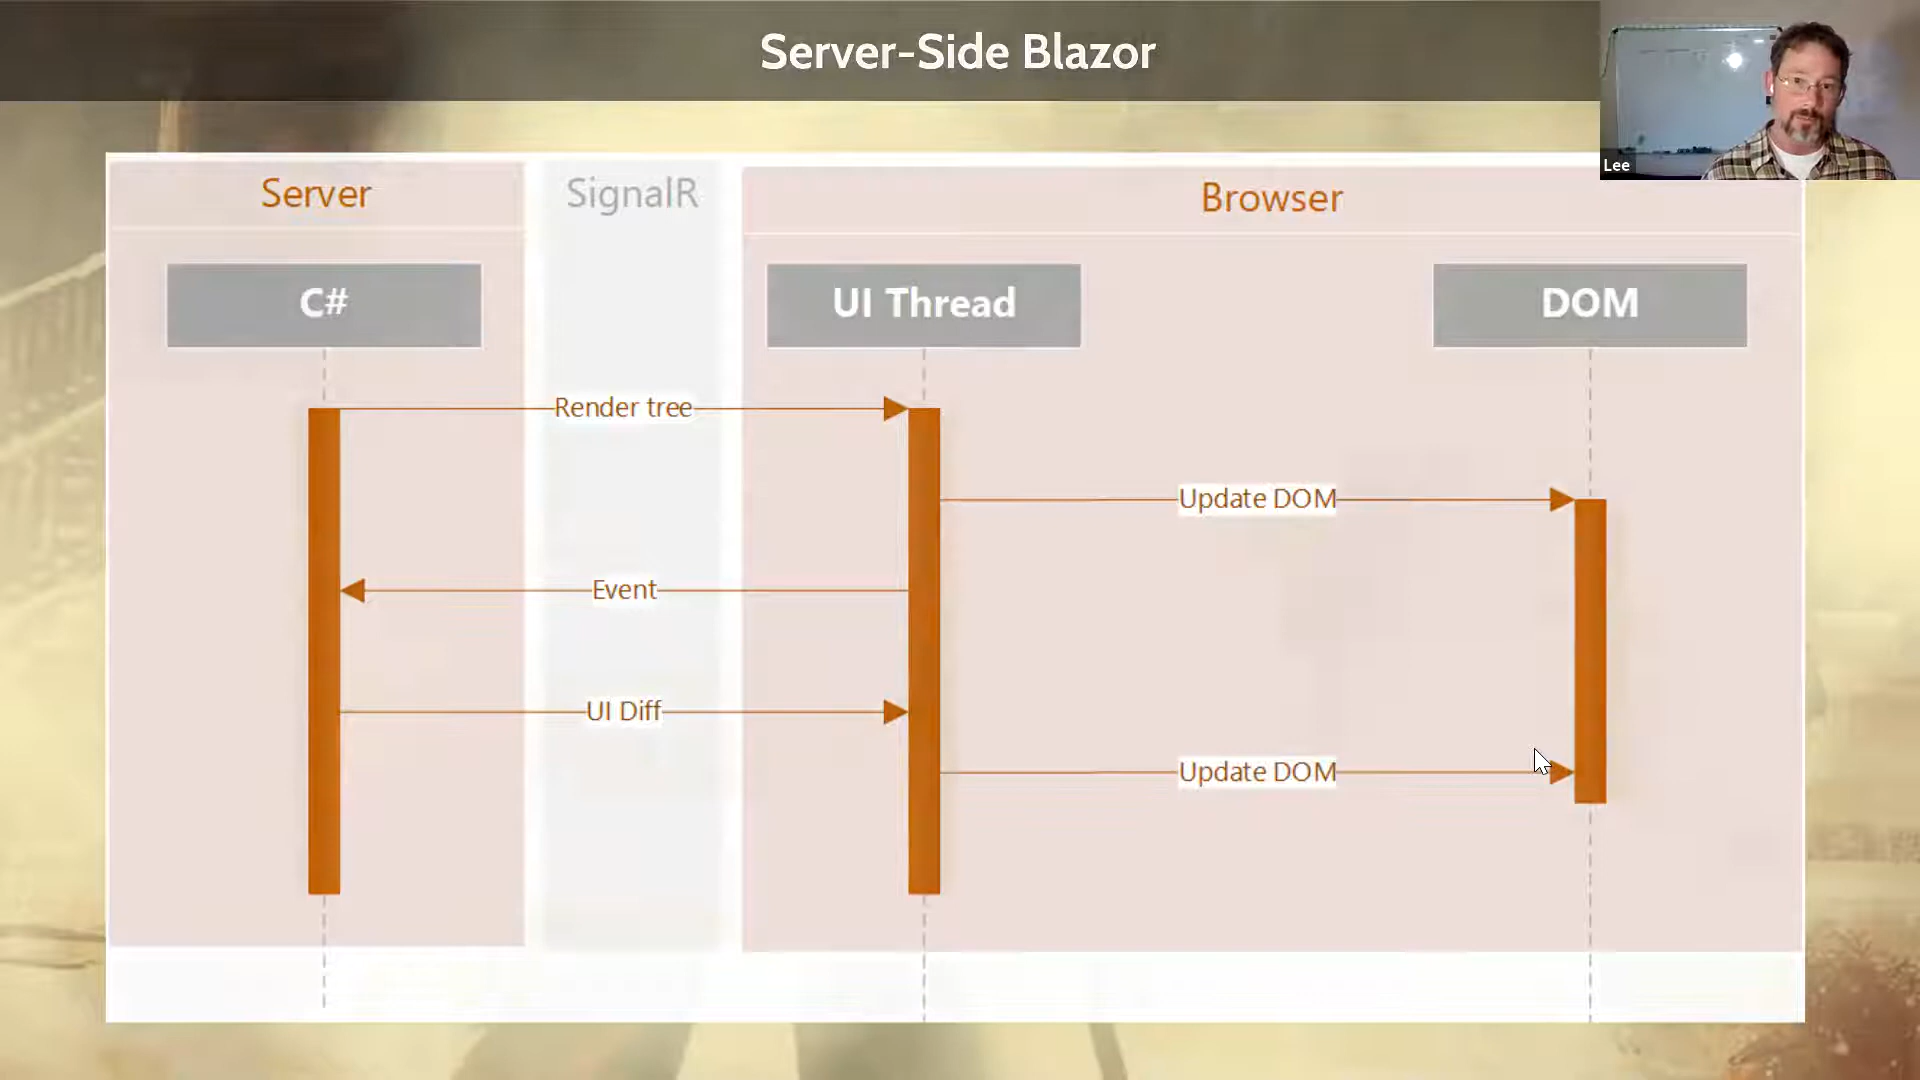 Server-Side Blazor
Lee
Server
SignalR
Browser
C#
UI Thread
DOM
Render tree
Update DOM
Event
UI Diff
Update DOM